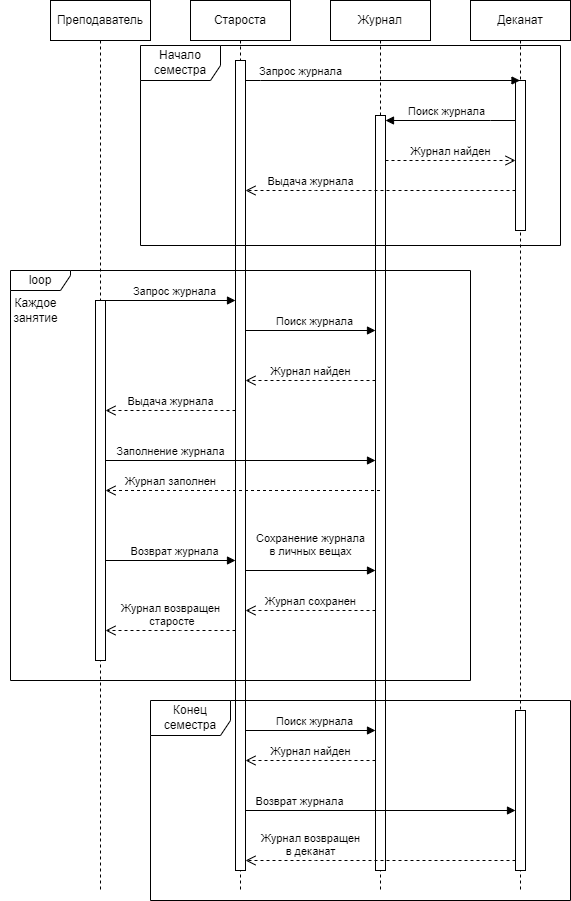 Преподаватель
Староста
Журнал
Деканат
Начало
семестра
Запрос журнала
Поиск журнала
Журнал найден
Выдача журнала
loop
Каждое
занятие
Запрос журнала
Поиск журнала
Журнал найден
Выдача журнала
Заполнение журнала
Журнал заполнен
Возврат журнала
Сохранение журнала
в личных вещах
Журнал сохранен
Журнал возвращен
старосте
Конец
семестра
Поиск журнала
Журнал найден
Возврат журнала
Журнал возвращен
в деканат